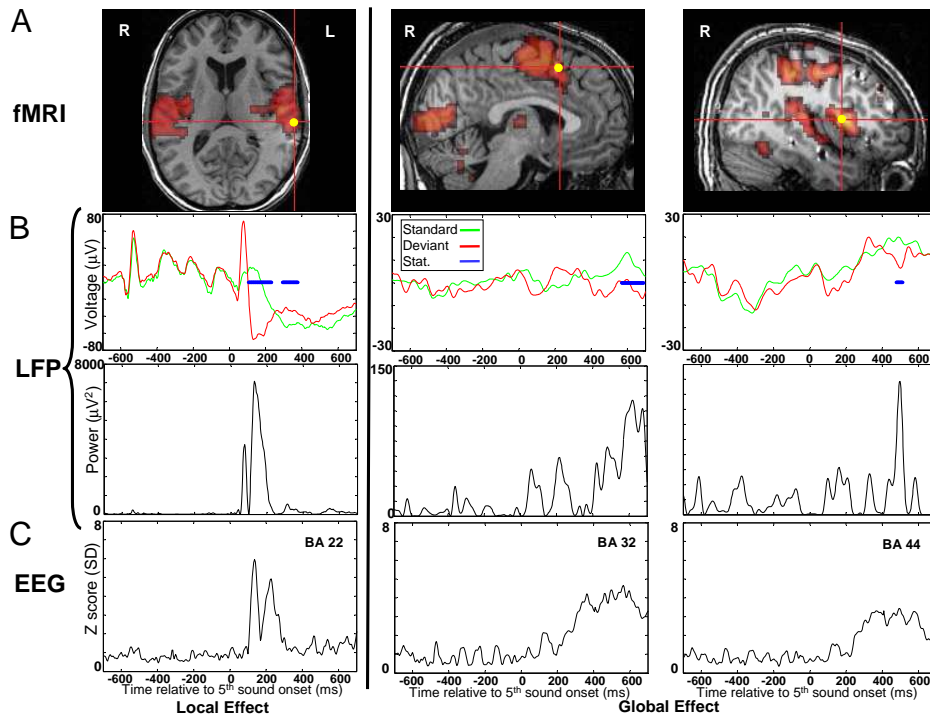 A
fMRI
R L
R
R
B
LFP
Voltage (μV)
80
0
-80
-600 -400 -200 0 200 400 600
30
Standard
Deviant
Stat.
-30
-600 -400 -200 0 200 400 600
30
-30
-600 -400 -200 0 200 400 600
Power (μV²)
8000
0
150
0
C
EEG
Z score (SD)
8
0
BA 22
-600 -400 -200 0 200 400 600
Time relative to 5th sound onset (ms)
Local Effect
8
0
BA 32
-600 -400 -200 0 200 400 600
Time relative to 5th sound onset (ms)
8
0
BA 44
-600 -400 -200 0 200 400 600
Time relative to 5th sound onset (ms)
Global Effect